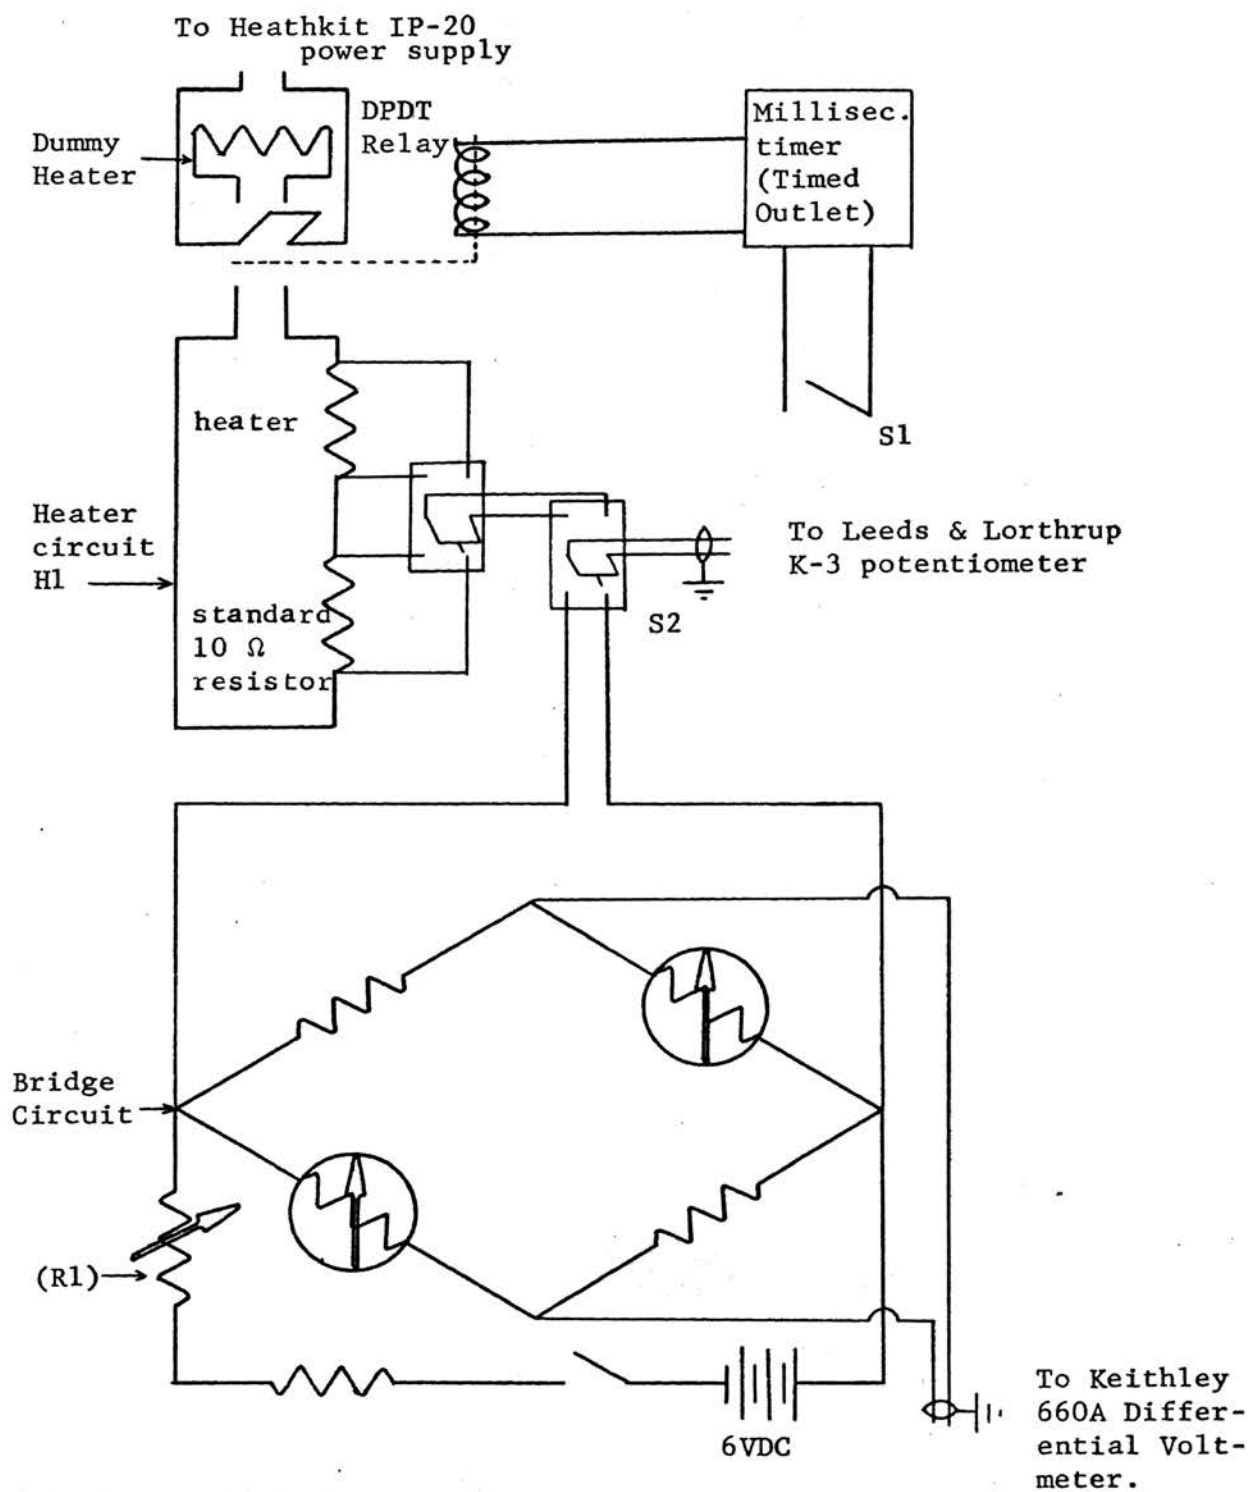 To Heathkit IP-20
power supply
Dummy
Heater
DPDT
Relay
Millisec.
timer
(Timed
Outlet)
S1
heater
Heater
circuit
H1
standard
10 Ω
resistor
S2
To Leeds & Lorthrup
K-3 potentiometer
Bridge
Circuit
(R1)
6VDC
To Keithley
660A Differ-
ential Volt-
meter.